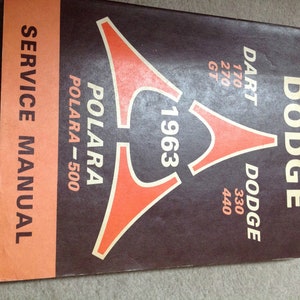 DODGE
DART
170
270
GT
DODGE
330
440
1963
POLARA
POLARA-500
SERVICE MANUAL